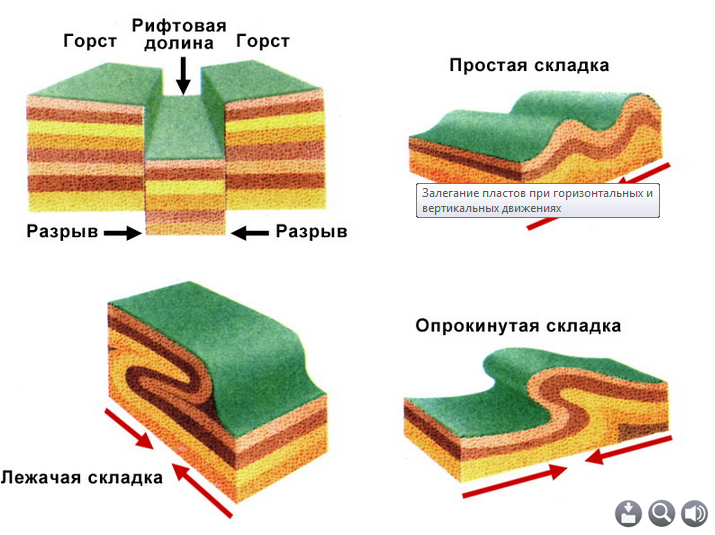 Рифтовая
долина
Горст
Горст
Разрыв
Разрыв
Простая складка
Залегание пластов при горизонтальных и
вертикальных движениях
Лежачая складка
Опрокинутая складка